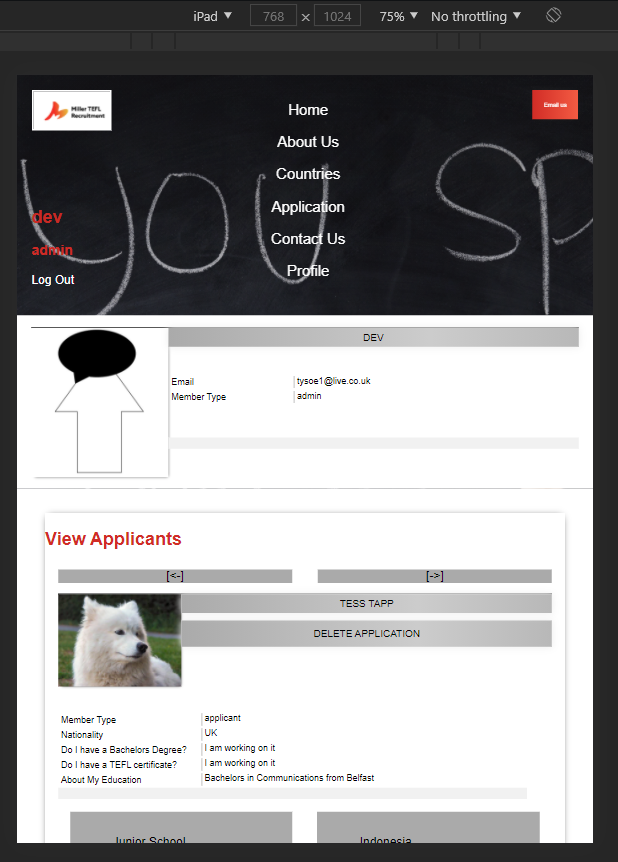 iPad 768 x 1024 75% No throttling
Miller TEFL
Recruitment
Email us
Home
About Us
Countries
Application
Contact Us
Profile
you sp
dev
admin
Log Out
DEV
Email tysoe1@live.co.uk
Member Type admin
View Applicants
[<-] [->]
TESS TAPP
DELETE APPLICATION
Member Type applicant
Nationality UK
Do I have a Bachelors Degree? I am working on it
Do I have a TEFL certificate? I am working on it
About My Education Bachelors in Communications from Belfast
Junior School Indonesia